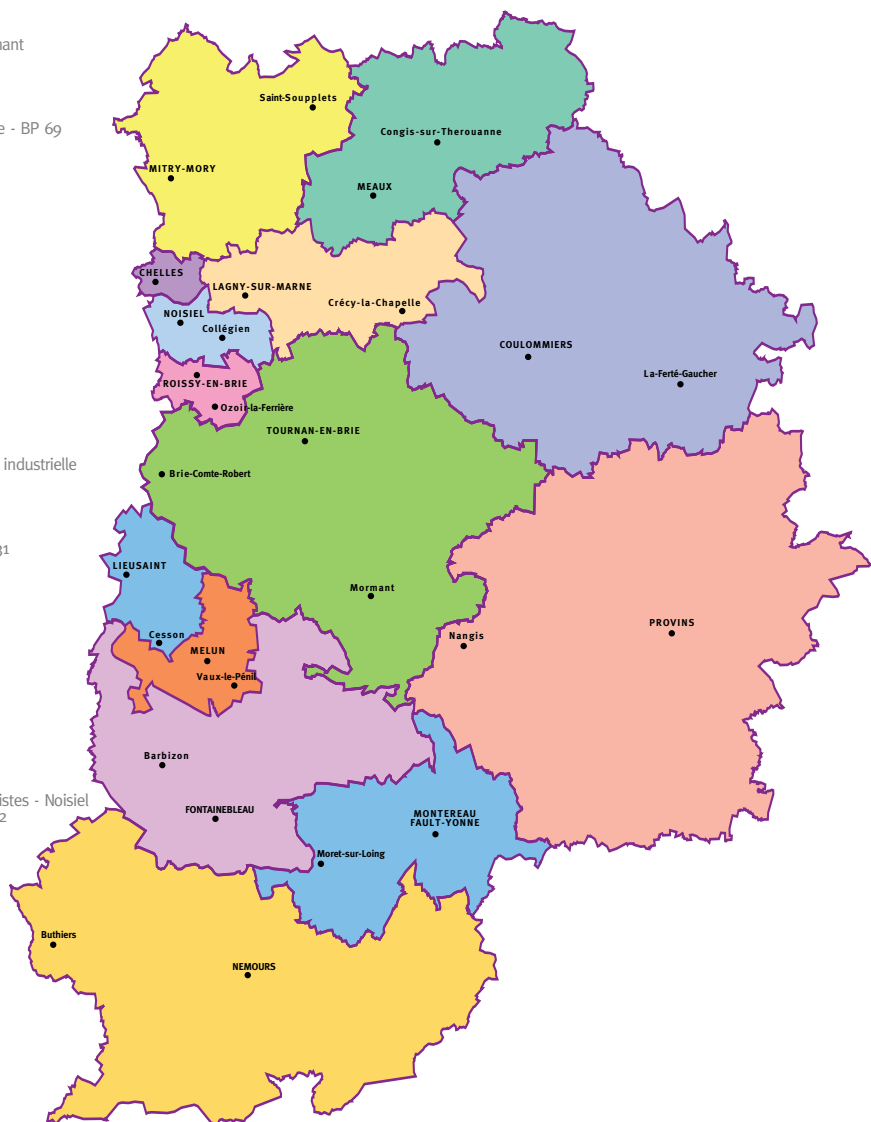 nant
Saint-Soupplets
e - BP 69
Congis-sur-Therouanne
MITRY-MORY
MEAUX
CHELLES
LAGNY-SUR-MARNE
Crécy-la-Chapelle
NOISIEL
Collégien
COULOMMIERS
La-Ferté-Gaucher
ROISSY-EN-BRIE
Ozoir-la-Ferrière
TOURNAN-EN-BRIE
industrielle
Brie-Comte-Robert
31
LIEUSAINT
Mormant
PROVINS
Cesson
Nangis
MELUN
Vaux-le-Pénil
Barbizon
istes - Noisiel
2
FONTAINEBLEAU
MONTEREAU
FAULT-YONNE
Moret-sur-Loing
Buthiers
NEMOURS